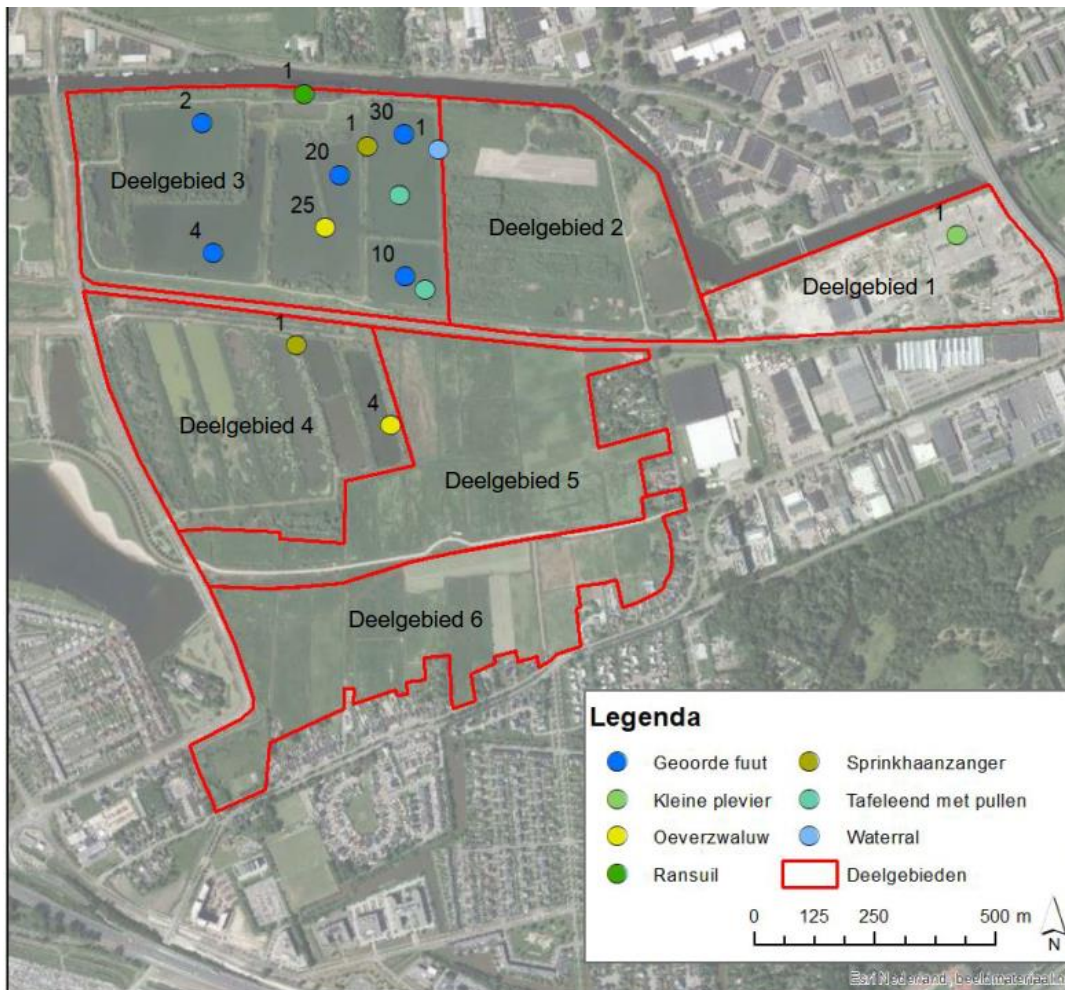 1
2
30
1
1
20
Deelgebied 3
25
Deelgebied 2
1
4
10
Deelgebied 1
1
4
Deelgebied 4
Deelgebied 5
Deelgebied 6
Legenda
Geoorde fuut
Sprinkhaanzanger
Kleine plevier
Tafeleend met pullen
Oeverzwaluw
Waterral
Ransuil
Deelgebieden
0 125 250 500 m
N
Esri Nederland, beeldmateriaal.n